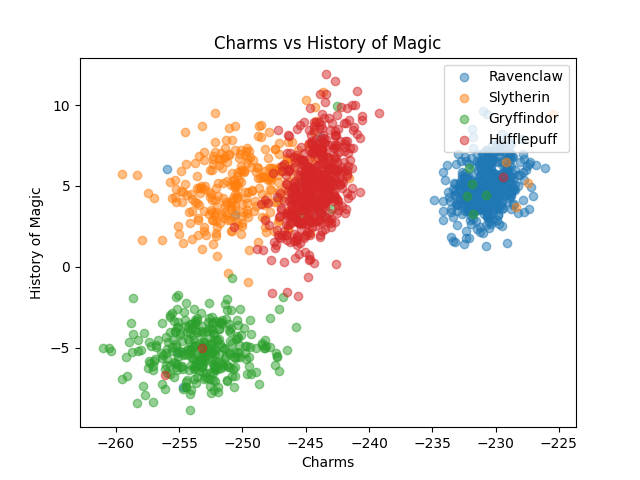 Charms vs History of Magic
Ravenclaw
Slytherin
Gryffindor
Hufflepuff
10
5
0
−5
History of Magic
−260 −255 −250 −245 −240 −235 −230 −225
Charms